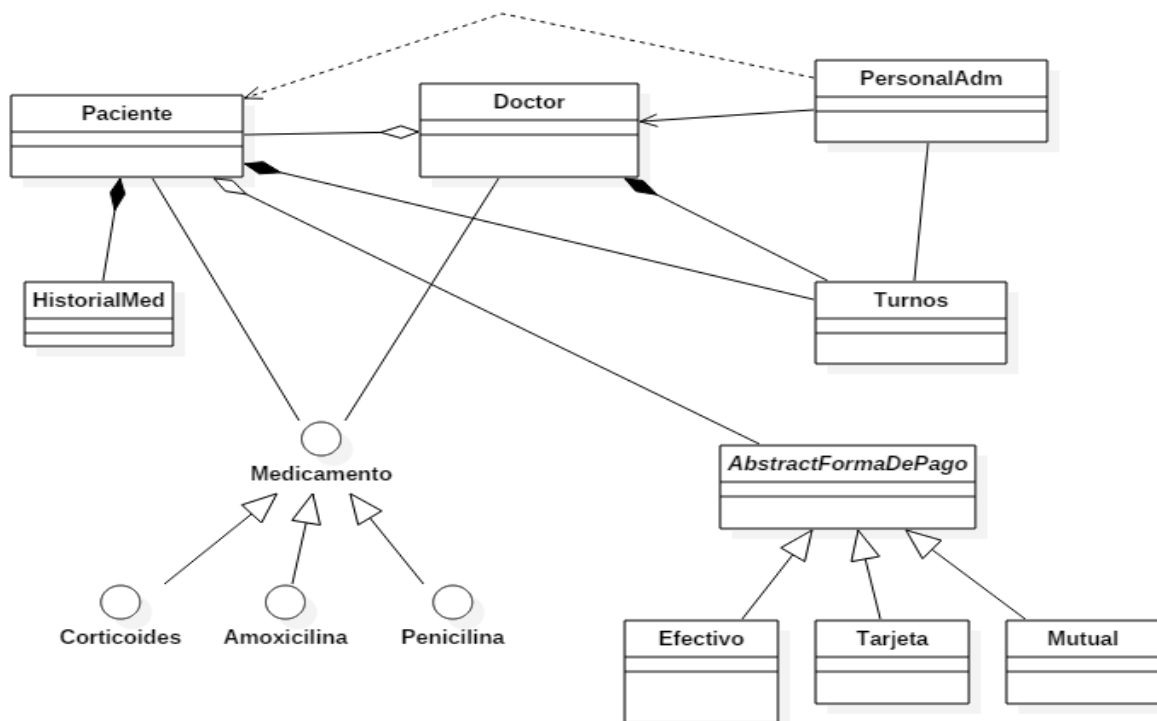 PersonalAdm
Paciente
Doctor
HistorialMed
Turnos
Medicamento
AbstractFormaDePago
Corticoides
Amoxicilina
Penicilina
Efectivo
Tarjeta
Mutual